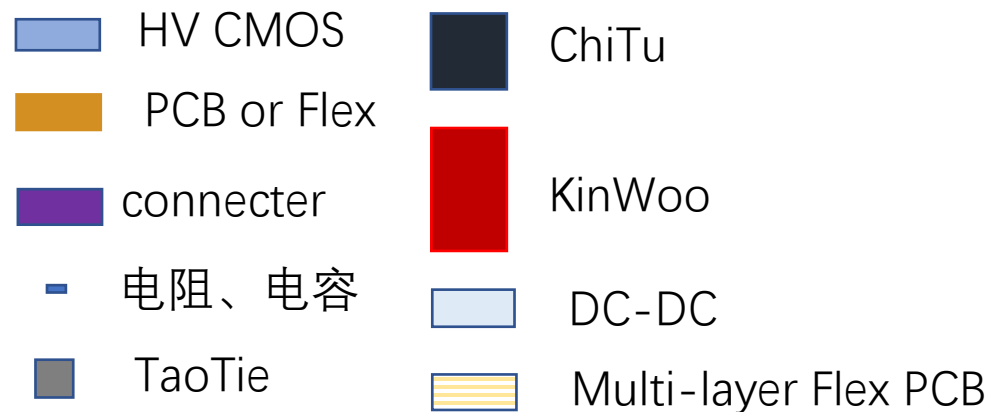 HV CMOS
PCB or Flex
connecter
电阻、电容
TaoTie
ChiTu
KinWoo
DC-DC
Multi-layer Flex PCB